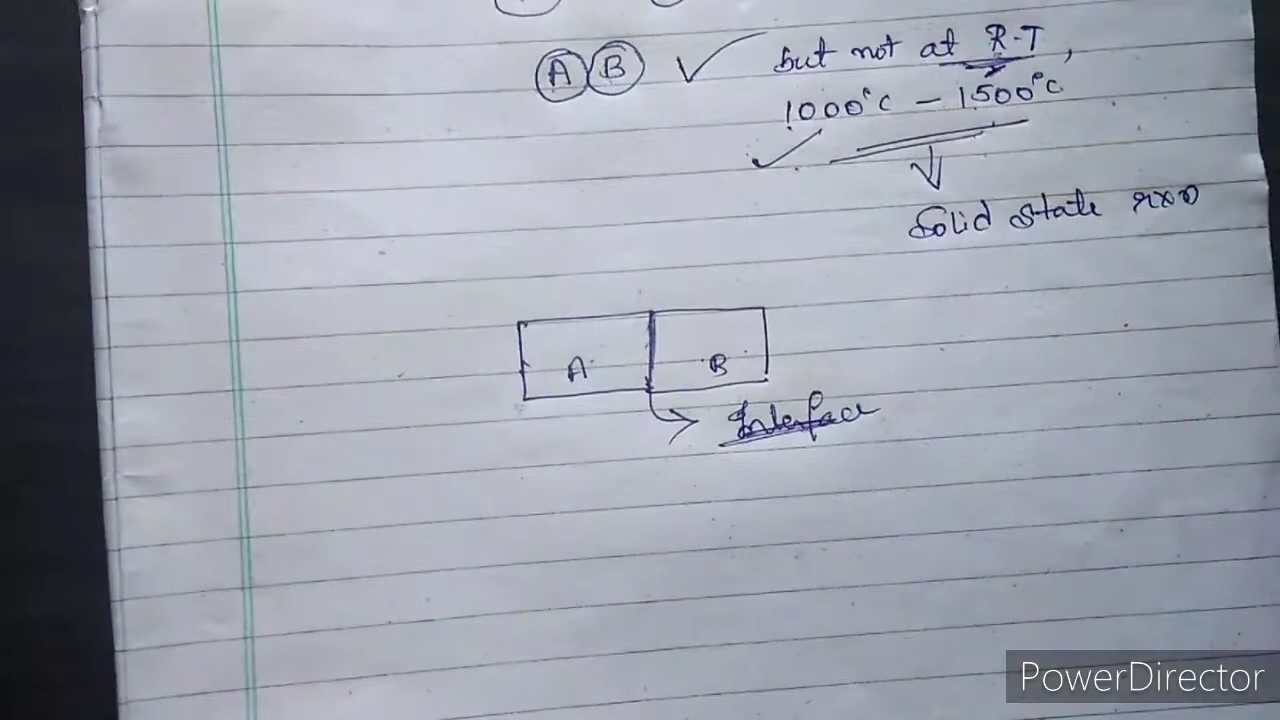 A B ✓ but not at R.T,
1000°C - 1500°C
Solid state rxn
A B
Interface
PowerDirector